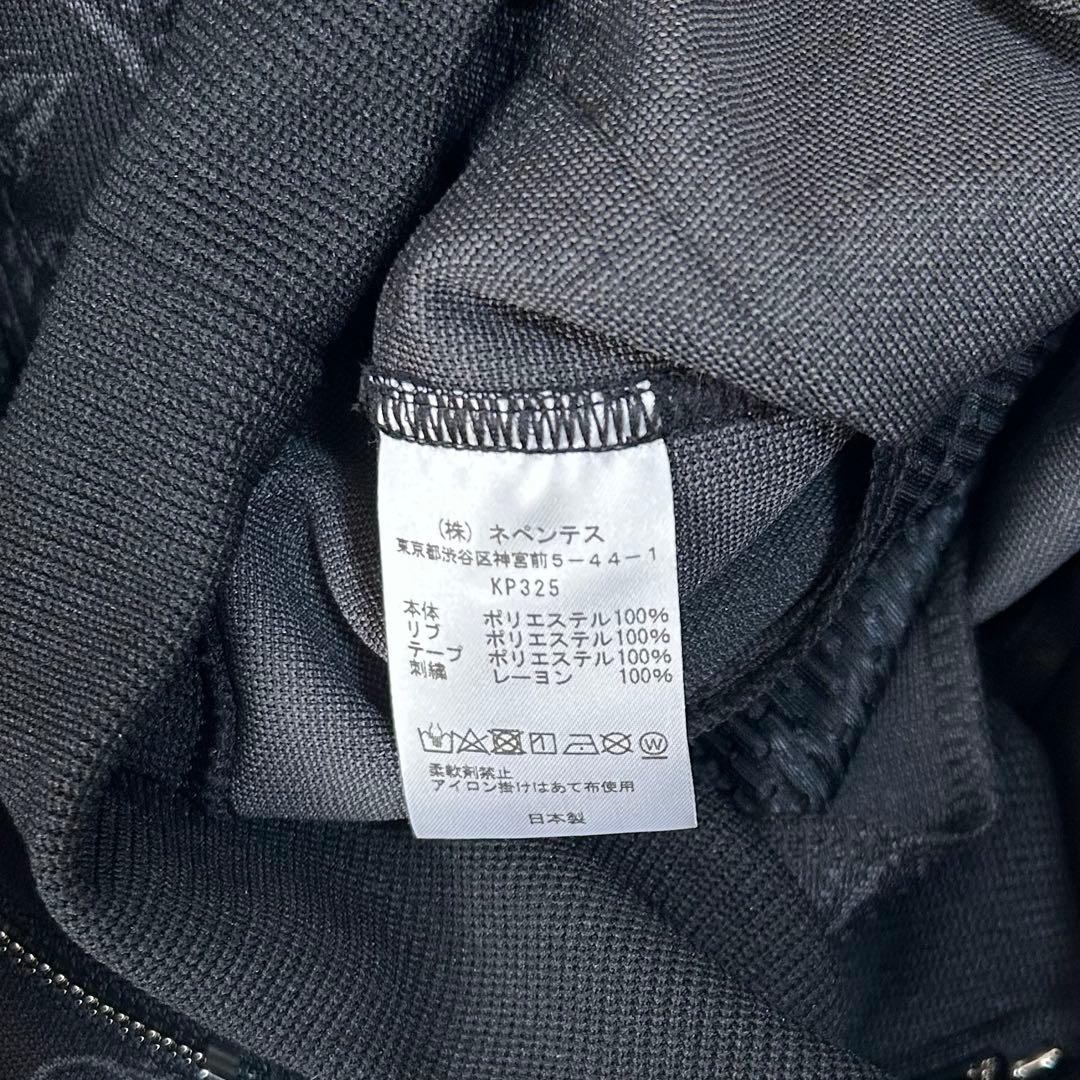 (株) ネペンテス
東京都渋谷区神宮前5-44-1
KP325
本体 ポリエステル100%
リブ ポリエステル100%
テープ ポリエステル100%
刺繍 レーヨン 100%
W
柔軟剤禁止
アイロン掛けはあて布使用
日本製